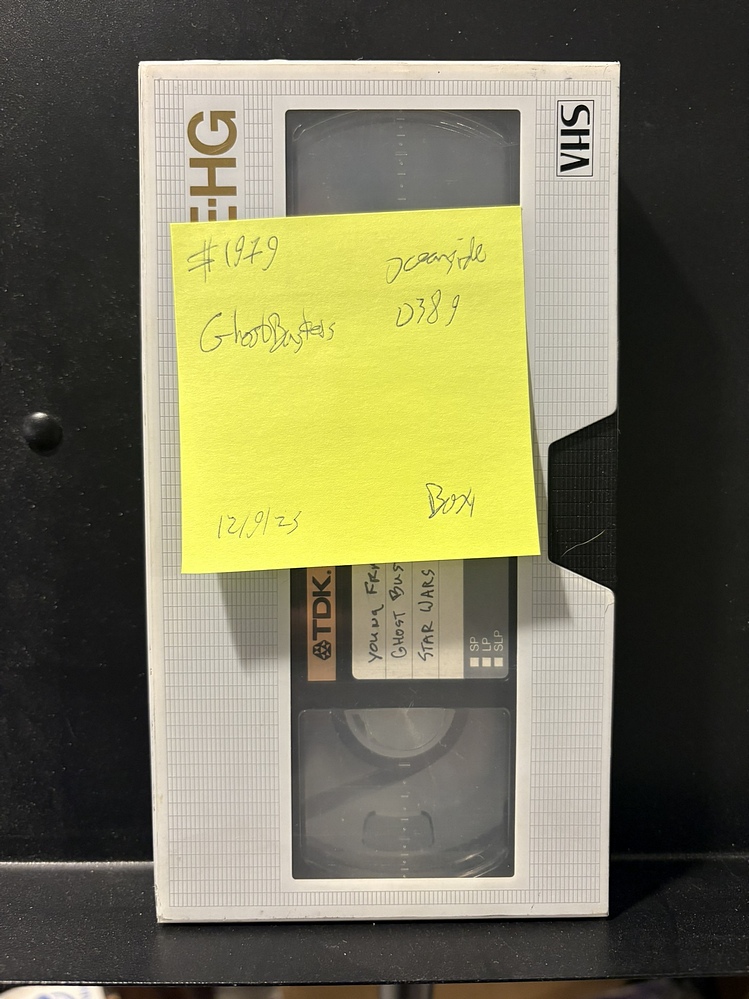 E-HG
VHS
#1979
Oceanside
GhostBusters
D389
12/9/23
Box4
TDK.
YOUNG FR
GHOST BUS
STAR WARS
SP
LP
SLP